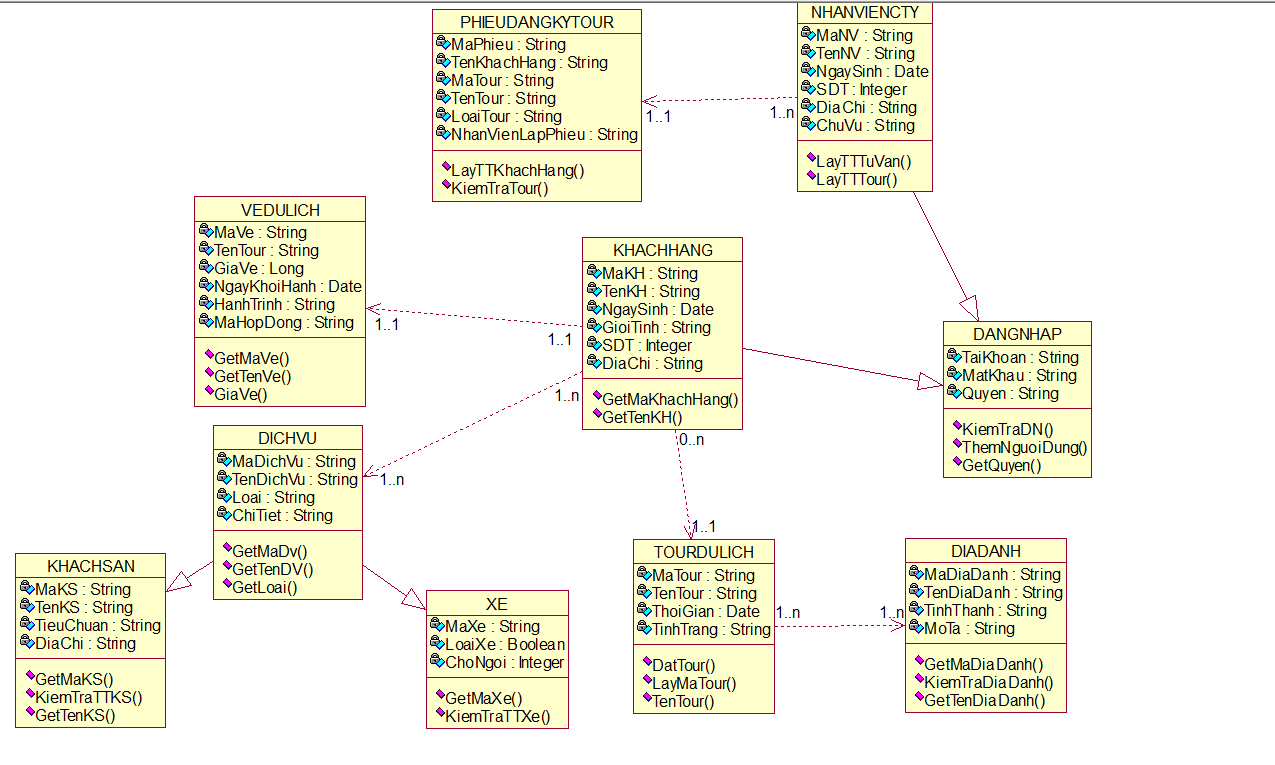 PHIEUDANGKYTOUR
MaPhieu : String
TenKhachHang : String
MaTour : String
TenTour : String
LoaiTour : String
NhanVienLapPhieu : String
LayTTKhachHang()
KiemTraTour()
1..1
1..n
NHANVIENCTY
MaNV : String
TenNV : String
NgaySinh : Date
SDT : Integer
DiaChi : String
ChuVu : String
LayTTTuVan()
LayTTTour()
VEDULICH
MaVe : String
TenTour : String
GiaVe : Long
NgayKhoiHanh : Date
HanhTrinh : String
MaHopDong : String
GetMaVe()
GetTenVe()
GiaVe()
1..1
1..1
KHACHHANG
MaKH : String
TenKH : String
NgaySinh : Date
GioiTinh : String
SDT : Integer
DiaChi : String
GetMaKhachHang()
GetTenKH()
1..n
1..n
0..n
1..1
DANGNHAP
TaiKhoan : String
MatKhau : String
Quyen : String
KiemTraDN()
ThemNguoiDung()
GetQuyen()
DICHVU
MaDichVu : String
TenDichVu : String
Loai : String
ChiTiet : String
GetMaDv()
GetTenDV()
GetLoai()
KHACHSAN
MaKS : String
TenKS : String
TieuChuan : String
DiaChi : String
GetMaKS()
KiemTraTTKS()
GetTenKS()
XE
MaXe : String
LoaiXe : Boolean
ChoNgoi : Integer
GetMaXe()
KiemTraTTXe()
TOURDULICH
MaTour : String
TenTour : String
ThoiGian : Date
TinhTrang : String
DatTour()
LayMaTour()
TenTour()
1..n
1..n
DIADANH
MaDiaDanh : String
TenDiaDanh : String
TinhThanh : String
MoTa : String
GetMaDiaDanh()
KiemTraDiaDanh()
GetTenDiaDanh()